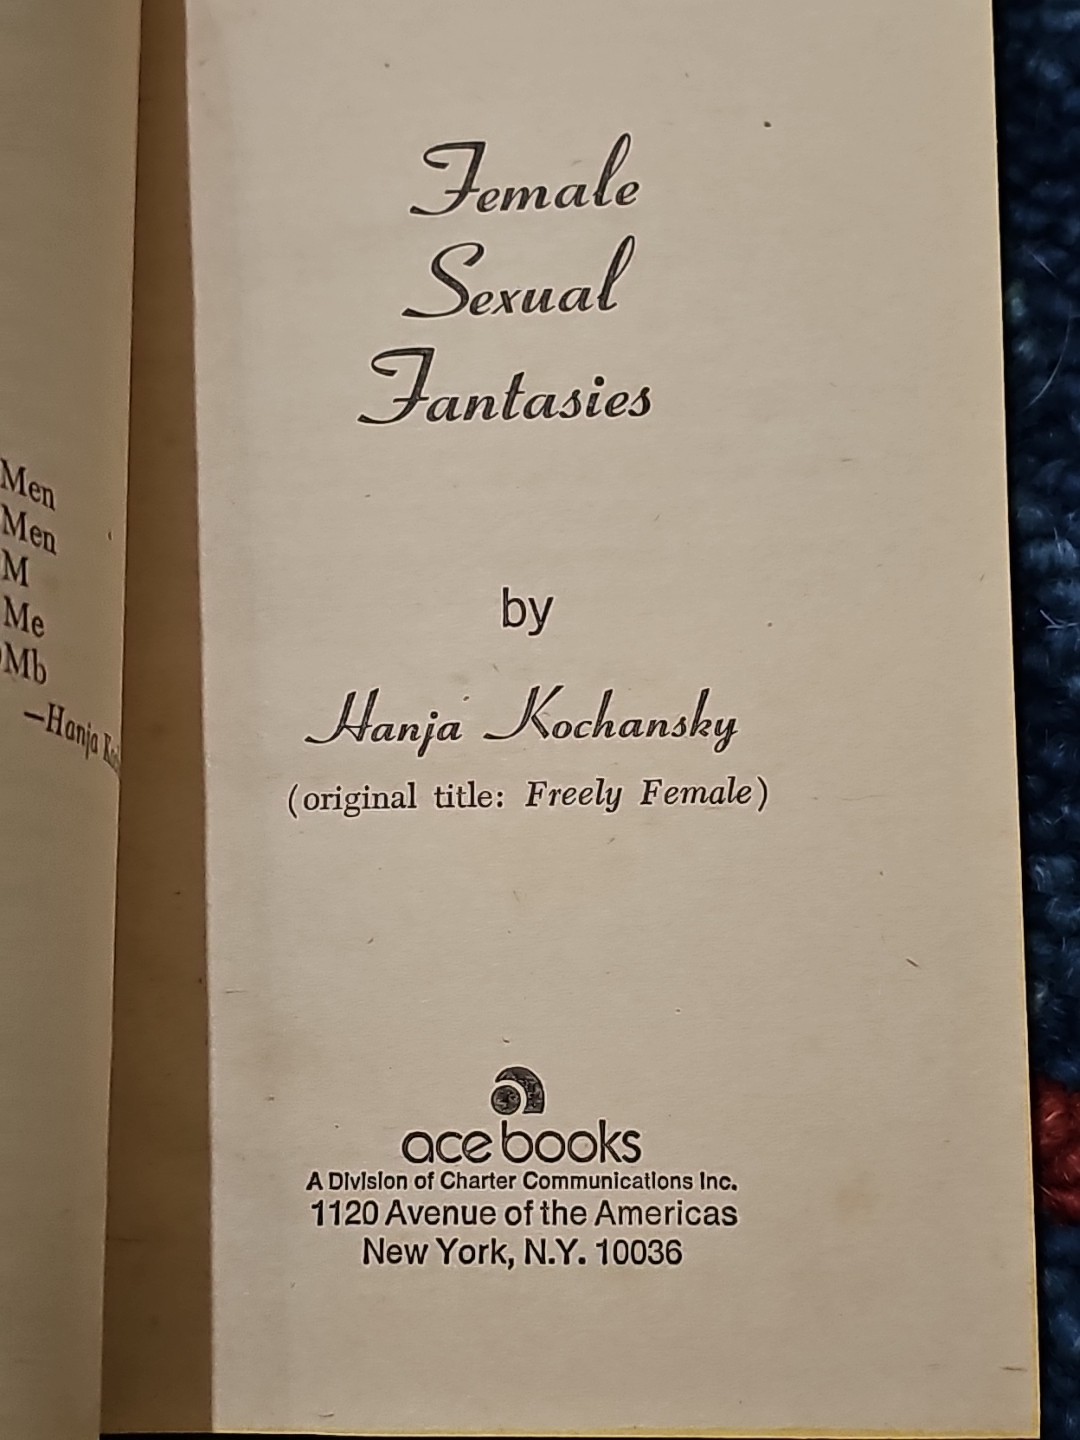 Men
Men
M
Me
Mb
—Hanja
Female
Sexual
Fantasies
by
Hanja Kochansky
(original title: Freely Female)
ace books
A Division of Charter Communications Inc.
1120 Avenue of the Americas
New York, N.Y. 10036